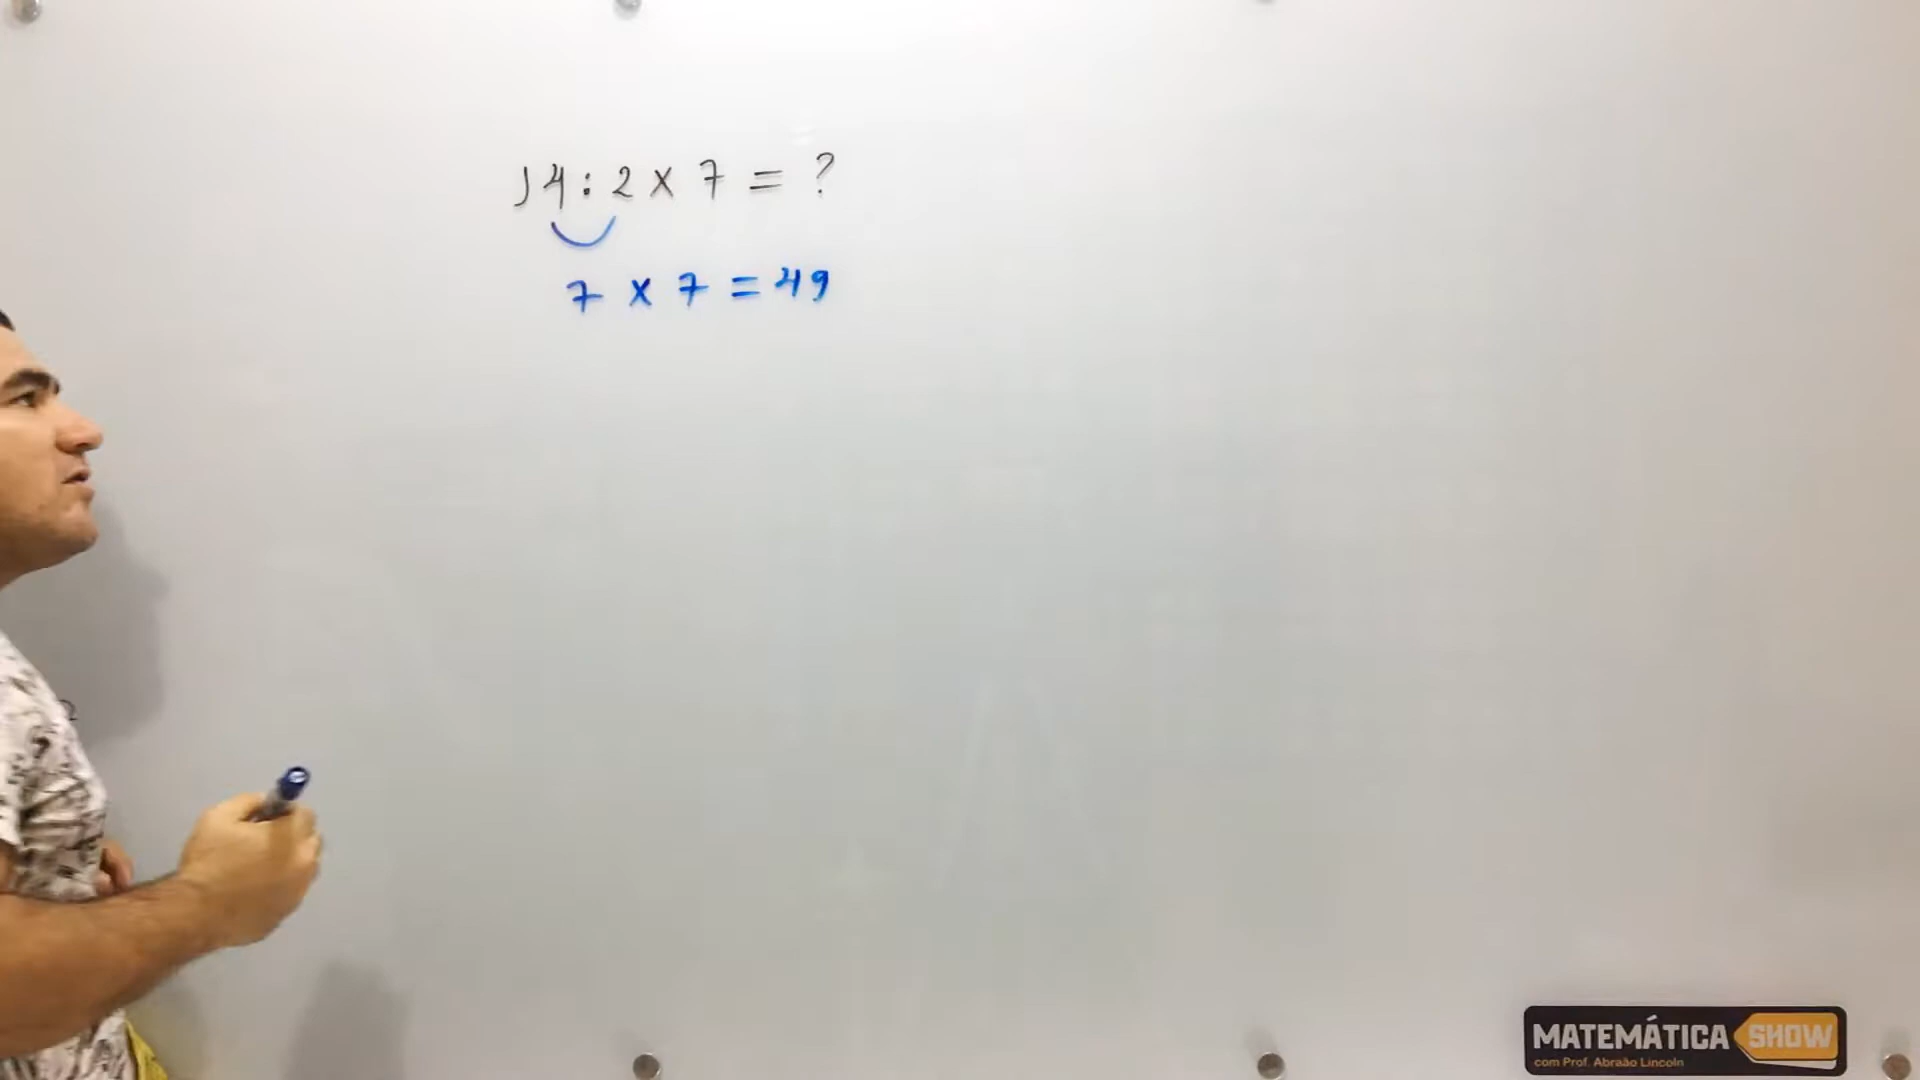 14 : 2 x 7 = ?
7 x 7 = 49
MATEMÁTICA SHOW
com Prof. Abraão Lincoln